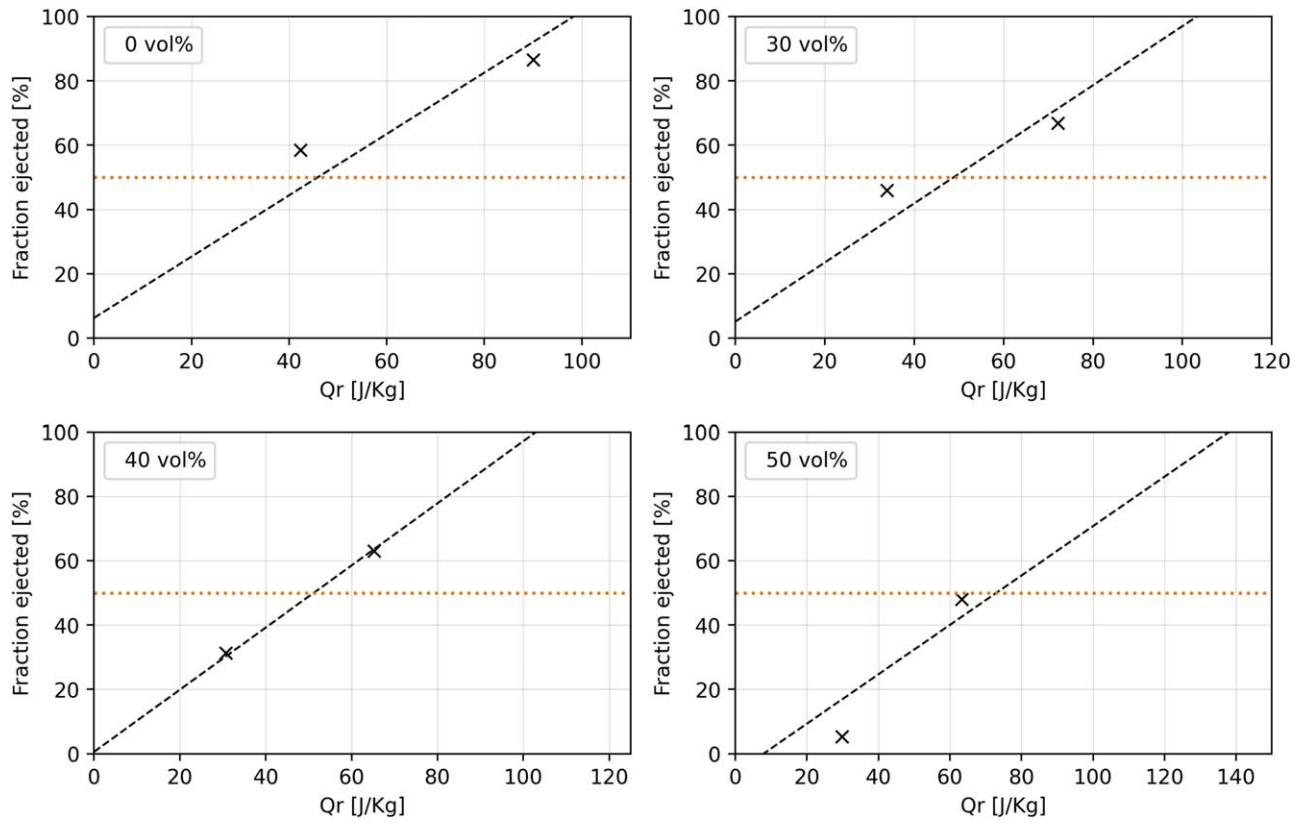 100
80
60
40
20
0
Fraction ejected [%]
0 vol%
0 20 40 60 80 100
Qr [J/Kg]
100
80
60
40
20
0
Fraction ejected [%]
30 vol%
0 20 40 60 80 100 120
Qr [J/Kg]
100
80
60
40
20
0
Fraction ejected [%]
40 vol%
0 20 40 60 80 100 120
Qr [J/Kg]
100
80
60
40
20
0
Fraction ejected [%]
50 vol%
0 20 40 60 80 100 120 140
Qr [J/Kg]